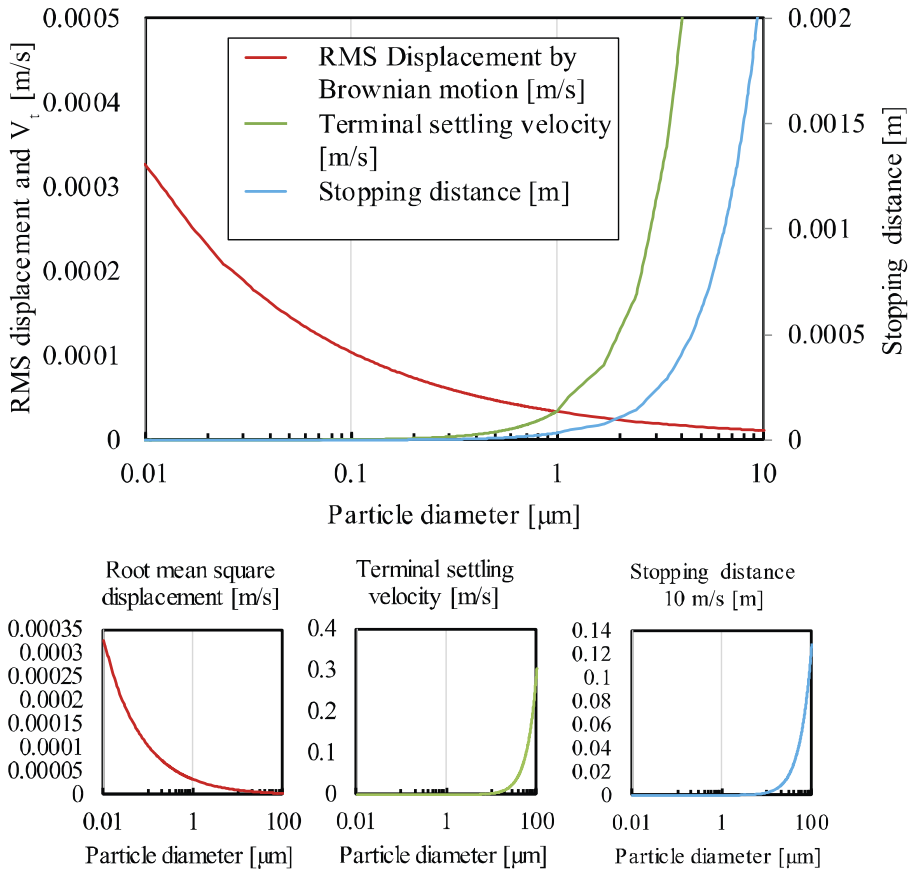 RMS displacement and Vt [m/s]
0.0005
0.0004
0.0003
0.0002
0.0001
0
RMS Displacement by
Brownian motion [m/s]
Terminal settling velocity
[m/s]
Stopping distance [m]
0.002
0.0015
0.001
0.0005
0
Stopping distance [m]
0.01
0.1
1
10
Particle diameter [μm]
Root mean square
displacement [m/s]
0.00035
0.0003
0.00025
0.0002
0.00015
0.0001
0.00005
0
0.01
1
100
Particle diameter [μm]
Terminal settling
velocity [m/s]
0.4
0.3
0.2
0.1
0
0.01
1
100
Particle diameter [μm]
Stopping distance
10 m/s [m]
0.14
0.12
0.1
0.08
0.06
0.04
0.02
0
0.01
1
100
Particle diameter [μm]